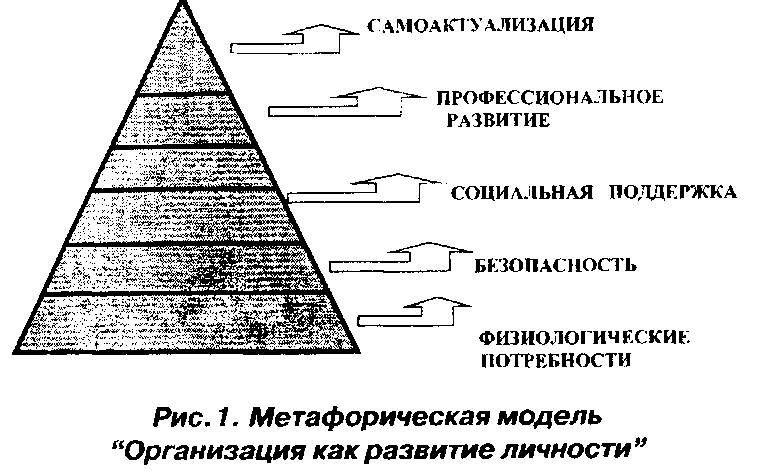 САМОАКТУАЛИЗАЦИЯ
ПРОФЕССИОНАЛЬНОЕ
РАЗВИТИЕ
СОЦИАЛЬНАЯ ПОДДЕРЖКА
БЕЗОПАСНОСТЬ
ФИЗИОЛОГИЧЕСКИЕ
ПОТРЕБНОСТИ
Рис. 1. Метафорическая модель
“Организация как развитие личности”